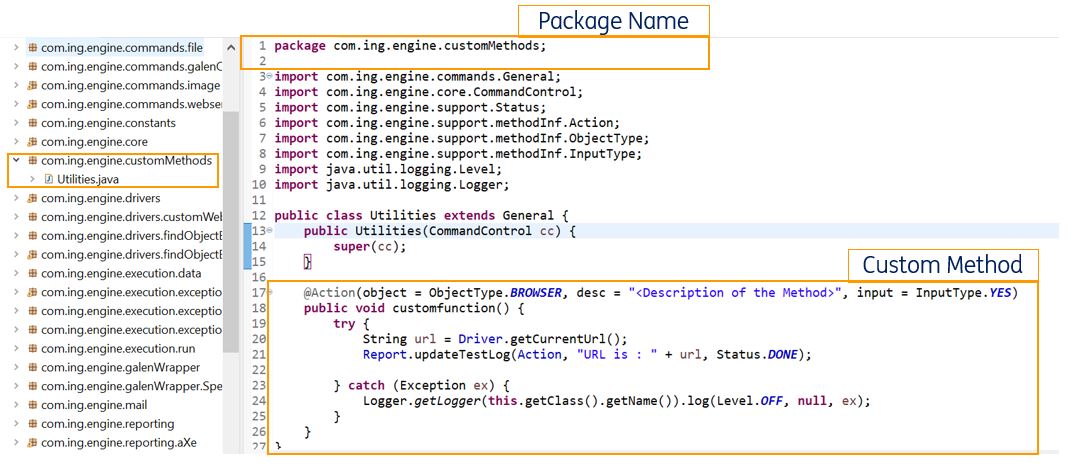 Package Name
com.ing.engine.commands.file
com.ing.engine.commands.galenC
com.ing.engine.commands.image
com.ing.engine.commands.webser
com.ing.engine.constants
com.ing.engine.core
com.ing.engine.customMethods
Utilities.java
com.ing.engine.drivers
com.ing.engine.drivers.customWeb
com.ing.engine.drivers.findObjectB
com.ing.engine.drivers.findObjectB
com.ing.engine.execution.data
com.ing.engine.execution.exception
com.ing.engine.execution.exception
com.ing.engine.execution.exception
com.ing.engine.execution.run
com.ing.engine.galenWrapper
com.ing.engine.galenWrapper.Spe
com.ing.engine.mail
com.ing.engine.reporting
com.ing.engine.reporting.aXe
1 package com.ing.engine.customMethods;
2
3 import com.ing.engine.commands.General;
4 import com.ing.engine.core.CommandControl;
5 import com.ing.engine.support.Status;
6 import com.ing.engine.support.methodInf.Action;
7 import com.ing.engine.support.methodInf.ObjectType;
8 import com.ing.engine.support.methodInf.InputType;
9 import java.util.logging.Level;
10 import java.util.logging.Logger;
11
12 public class Utilities extends General {
13 public Utilities(CommandControl cc) {
14 super(cc);
15 }
16
Custom Method
17 @Action(object = ObjectType.BROWSER, desc = "<Description of the Method>", input = InputType.YES)
18 public void customfunction() {
19 try {
20 String url = Driver.getCurrentUrl();
21 Report.updateTestLog(Action, "URL is : " + url, Status.DONE);
22
23 } catch (Exception ex) {
24 Logger.getLogger(this.getClass().getName()).log(Level.OFF, null, ex);
25 }
26 }
27 }